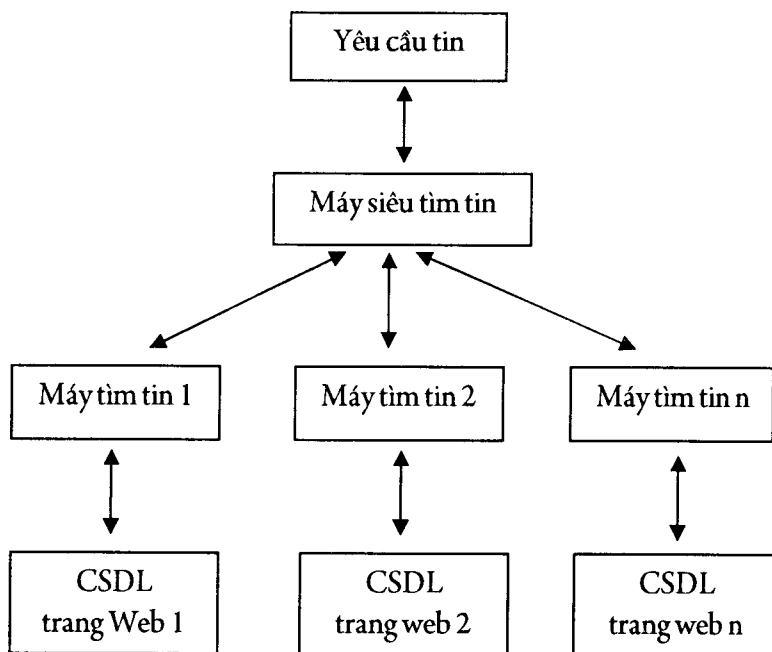 Yêu cầu tin
Máy siêu tìm tin
Máy tìm tin 1
Máy tìm tin 2
Máy tìm tin n
CSDL
trang Web 1
CSDL
trang web 2
CSDL
trang web n